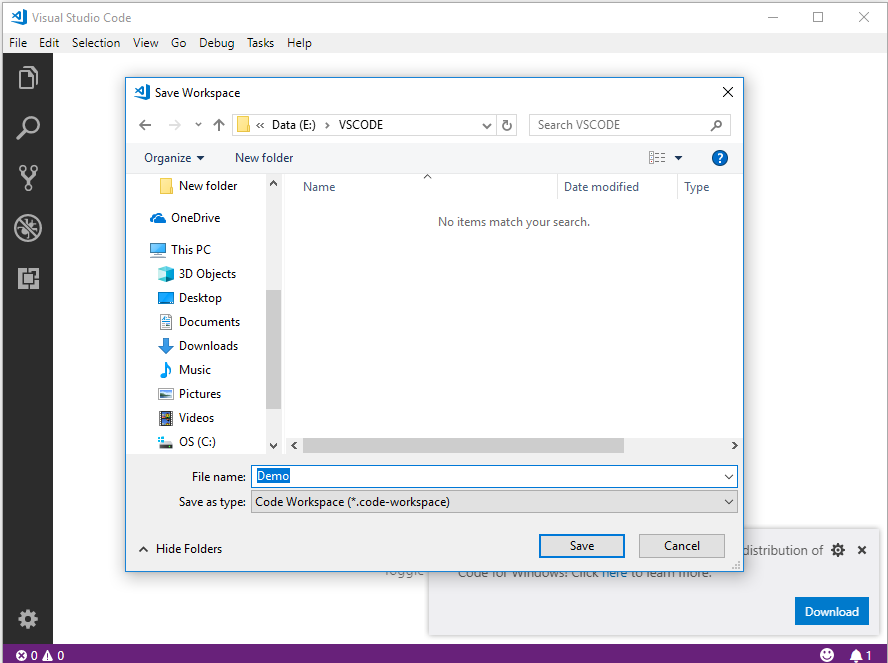 Visual Studio Code
File Edit Selection View Go Debug Tasks Help
Save Workspace
« Data (E:) › VSCODE
Search VSCODE
Organize New folder
?
Name Date modified Type
No items match your search.
New folder
OneDrive
This PC
3D Objects
Desktop
Documents
Downloads
Music
Pictures
Videos
OS (C:)
File name: Demo
Save as type: Code Workspace (*.code-workspace)
Hide Folders Save Cancel
distribution of
Toggle
Code for Windows! Click here to learn more.
Download
0 0 1